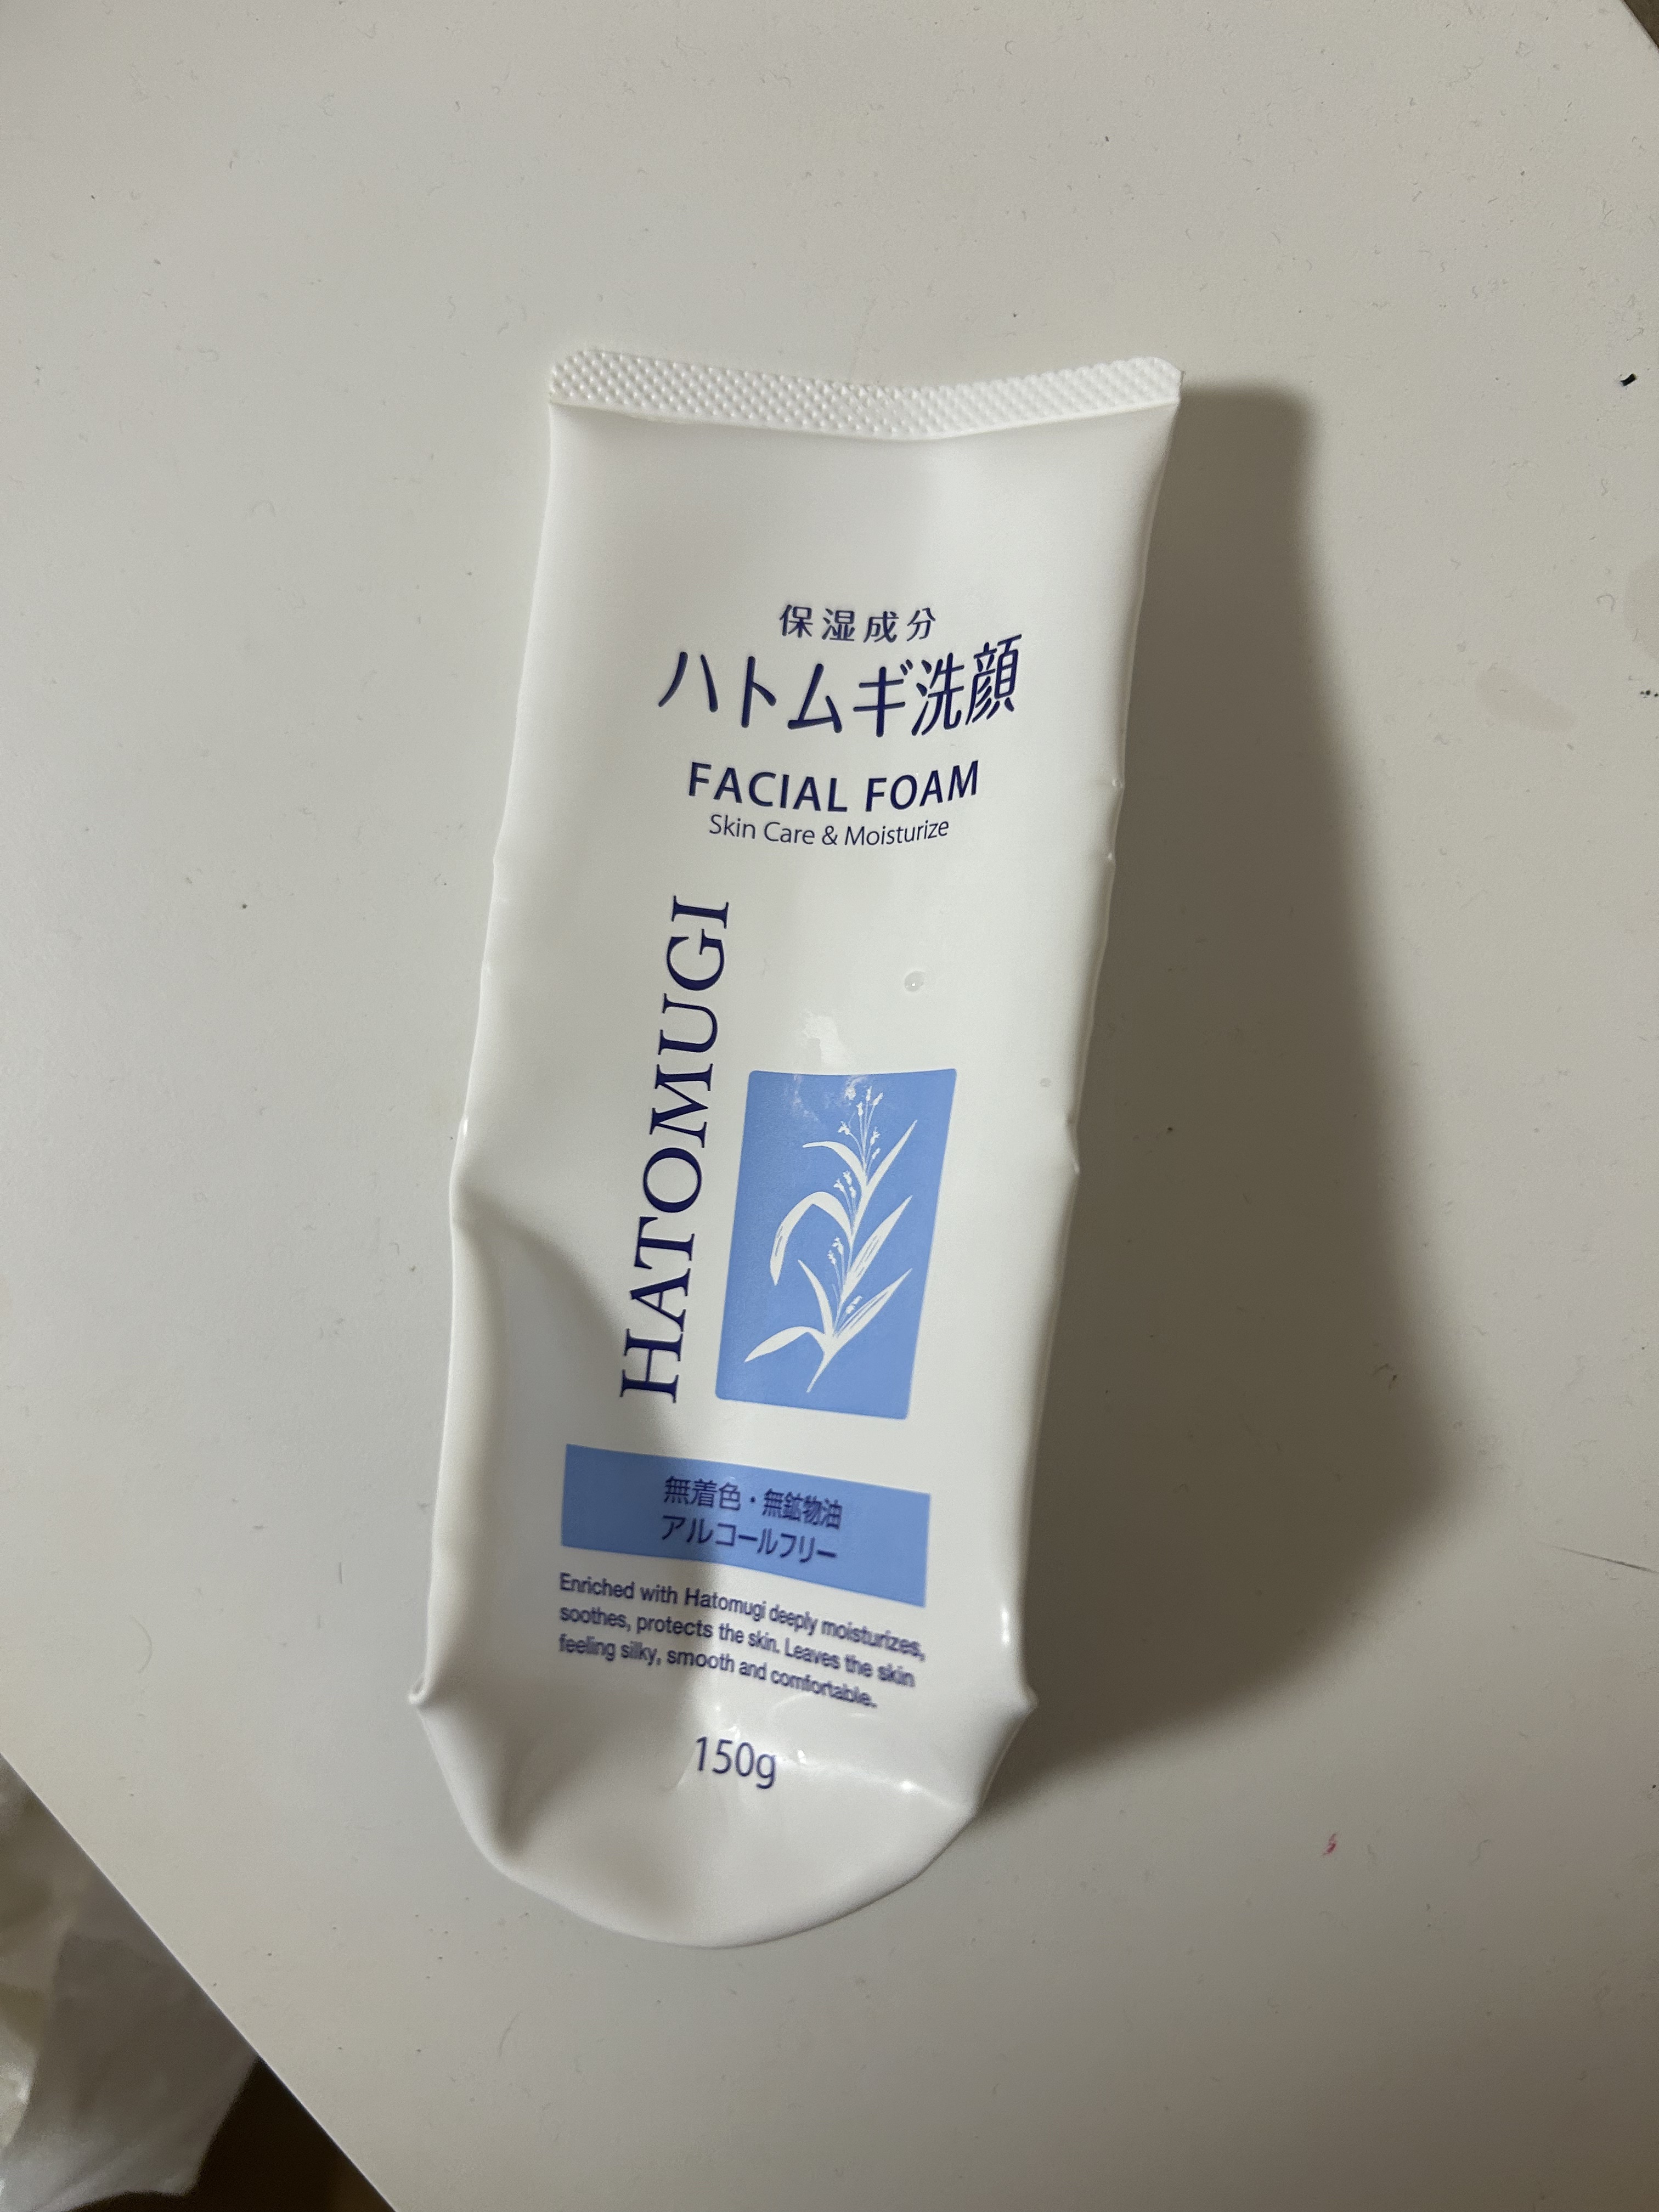 保湿成分
ハトムギ洗顔
FACIAL FOAM
Skin Care & Moisturize
HATOMUGI
無着色・無鉱物油
アルコールフリー
Enriched with Hatomugi deeply moisturizes,
soothes, protects the skin. Leaves the skin
feeling silky, smooth and comfortable.
150g